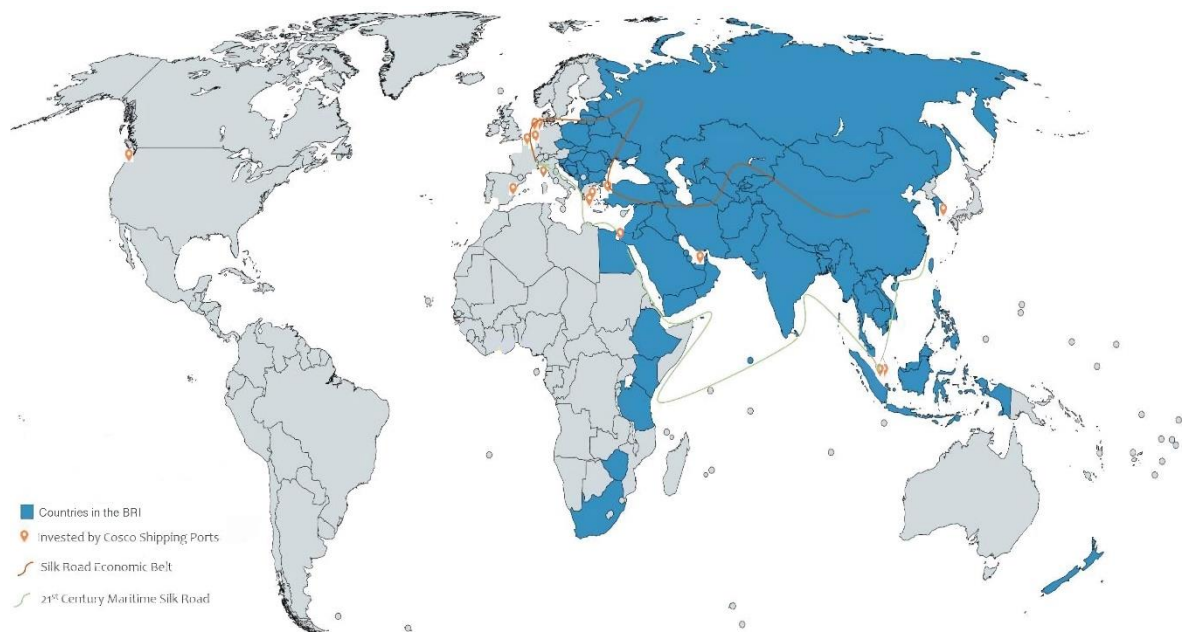 Countries in the BRI
Invested by Cosco Shipping Ports
Silk Road Economic Belt
21st Century Maritime Silk Road